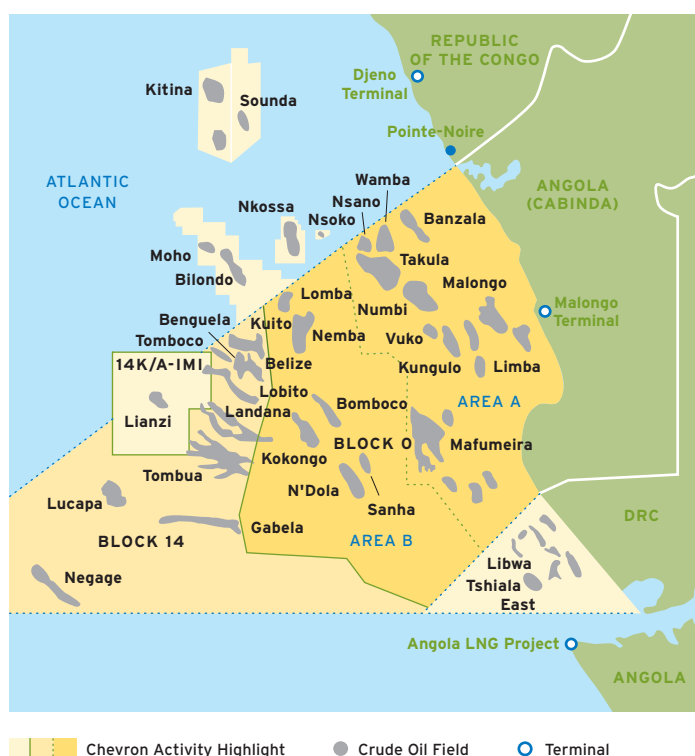 REPUBLIC
OF THE CONGO
Djeno
Terminal
Kitina
Sounda
Pointe-Noire
ATLANTIC
OCEAN
Wamba
Nsano
Nkossa
Nsoko
Banzala
ANGOLA
(CABINDA)
Moho
Bilondo
Takula
Malongo
Lomba
Numbi
Malongo
Terminal
Benguela
Kuito
Tomboco
Nemba
Vuko
14K/A-IMI
Belize
Kungulo
Limba
Lobito
Lianzi
Landana
Bomboco
AREA A
BLOCK 0
Mafumeira
Kokongo
Tombua
N'Dola
Sanha
Lucapa
Gabela
DRC
BLOCK 14
AREA B
Libwa
Negage
Tshiala
East
Angola LNG Project
ANGOLA
Chevron Activity Highlight
Crude Oil Field
Terminal